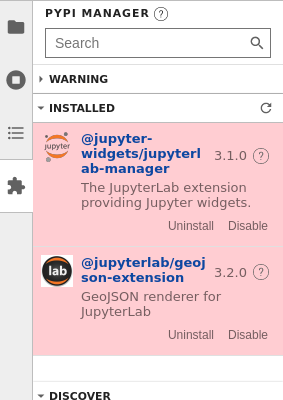 PYPI MANAGER ?
Search
WARNING
INSTALLED
jupyter
@jupyter-
widgets/jupyterl
ab-manager
3.1.0 ?
The JupyterLab extension
providing Jupyter widgets.
Uninstall Disable
lab
@jupyterlab/geoj
son-extension
3.2.0 ?
GeoJSON renderer for
JupyterLab
Uninstall Disable
DISCOVER